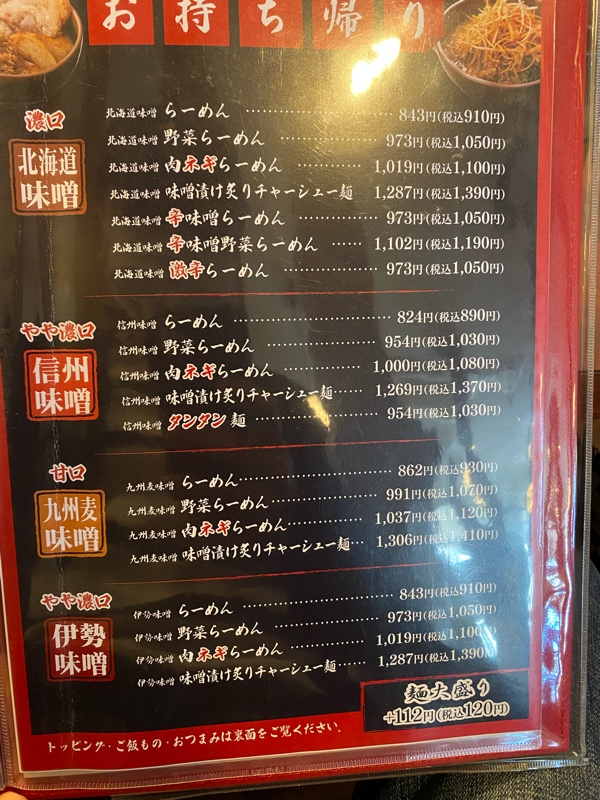 お持ち帰り
濃口
北海道味噌
北海道味噌 らーめん 843円(税込910円)
北海道味噌 野菜らーめん 973円(税込1,050円)
北海道味噌 肉ネギらーめん 1,019円(税込1,100円)
北海道味噌 味噌漬け炙りチャーシュー麺 1,287円(税込1,390円)
北海道味噌 辛味噌らーめん 973円(税込1,050円)
北海道味噌 辛味噌野菜らーめん 1,102円(税込1,190円)
北海道味噌 激辛らーめん 973円(税込1,050円)
やや濃口
信州味噌
信州味噌 らーめん 824円(税込890円)
信州味噌 野菜らーめん 954円(税込1,030円)
信州味噌 肉ネギらーめん 1,000円(税込1,080円)
信州味噌 味噌漬け炙りチャーシュー麺 1,269円(税込1,370円)
信州味噌 タンタン麺 954円(税込1,030円)
甘口
九州麦味噌
九州麦味噌 らーめん 862円(税込930円)
九州麦味噌 野菜らーめん 991円(税込1,070円)
九州麦味噌 肉ネギらーめん 1,037円(税込1,120円)
九州麦味噌 味噌漬け炙りチャーシュー麺 1,306円(税込1,410円)
やや濃口
伊勢味噌
伊勢味噌 らーめん 843円(税込910円)
伊勢味噌 野菜らーめん 973円(税込1,050円)
伊勢味噌 肉ネギらーめん 1,019円(税込1,100円)
伊勢味噌 味噌漬け炙りチャーシュー麺 1,287円(税込1,390円)
麺大盛り
+112円(税込120円)
トッピング・ご飯もの・おつまみは裏面をご覧ください。